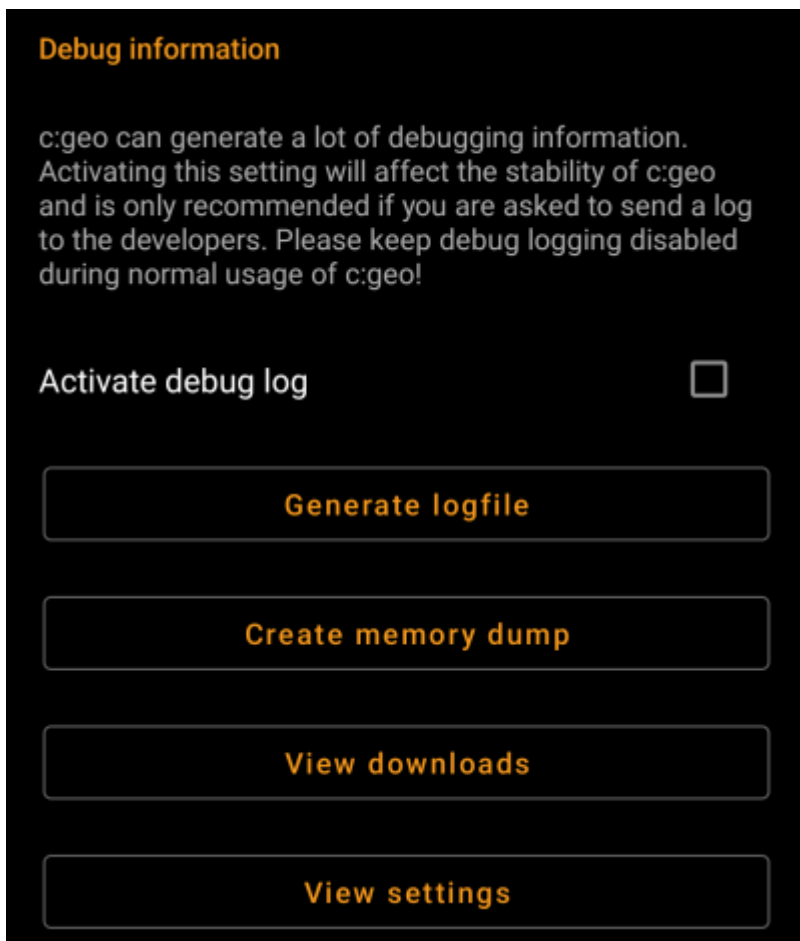 Debug information
c:geo can generate a lot of debugging information.
Activating this setting will affect the stability of c:geo
and is only recommended if you are asked to send a log
to the developers. Please keep debug logging disabled
during normal usage of c:geo!
Activate debug log
Generate logfile
Create memory dump
View downloads
View settings